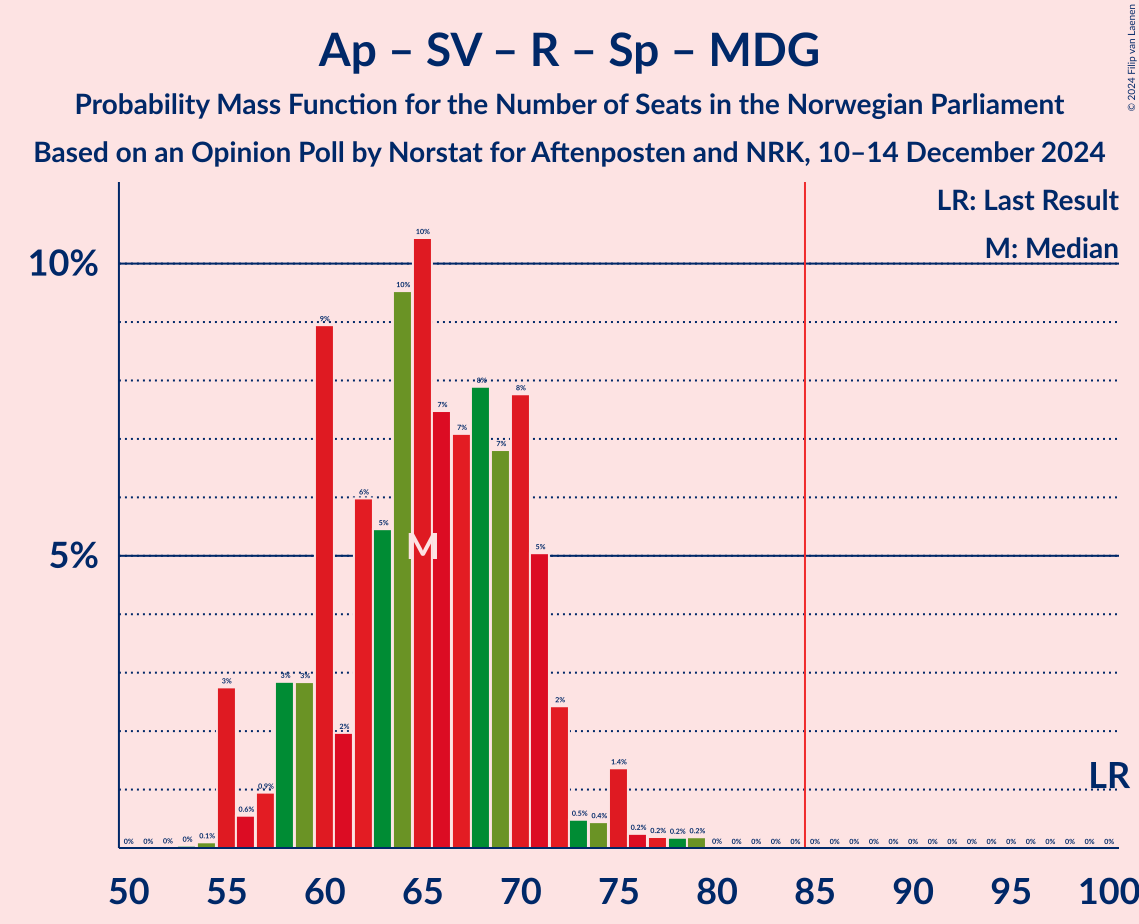 Ap – SV – R – Sp – MDG
Probability Mass Function for the Number of Seats in the Norwegian Parliament
Based on an Opinion Poll by Norstat for Aftenposten and NRK, 10–14 December 2024
© 2024 Filip van Laenen
LR: Last Result
M: Median
10%
5%
0% 0% 0% 0% 0.1% 3% 0.6% 0.9% 3% 3% 9% 2% 6% 5% 10% 10% 7% 7% 8% 7% 8% 5% 2% 0.5% 0.4% 1.4% 0.2% 0.2% 0.2% 0.2% 0% 0% 0% 0% 0% 0% 0% 0% 0% 0% 0% 0% 0% 0% 0% 0% 0% 0% 0% 0% 0%
M
LR
50 55 60 65 70 75 80 85 90 95 100